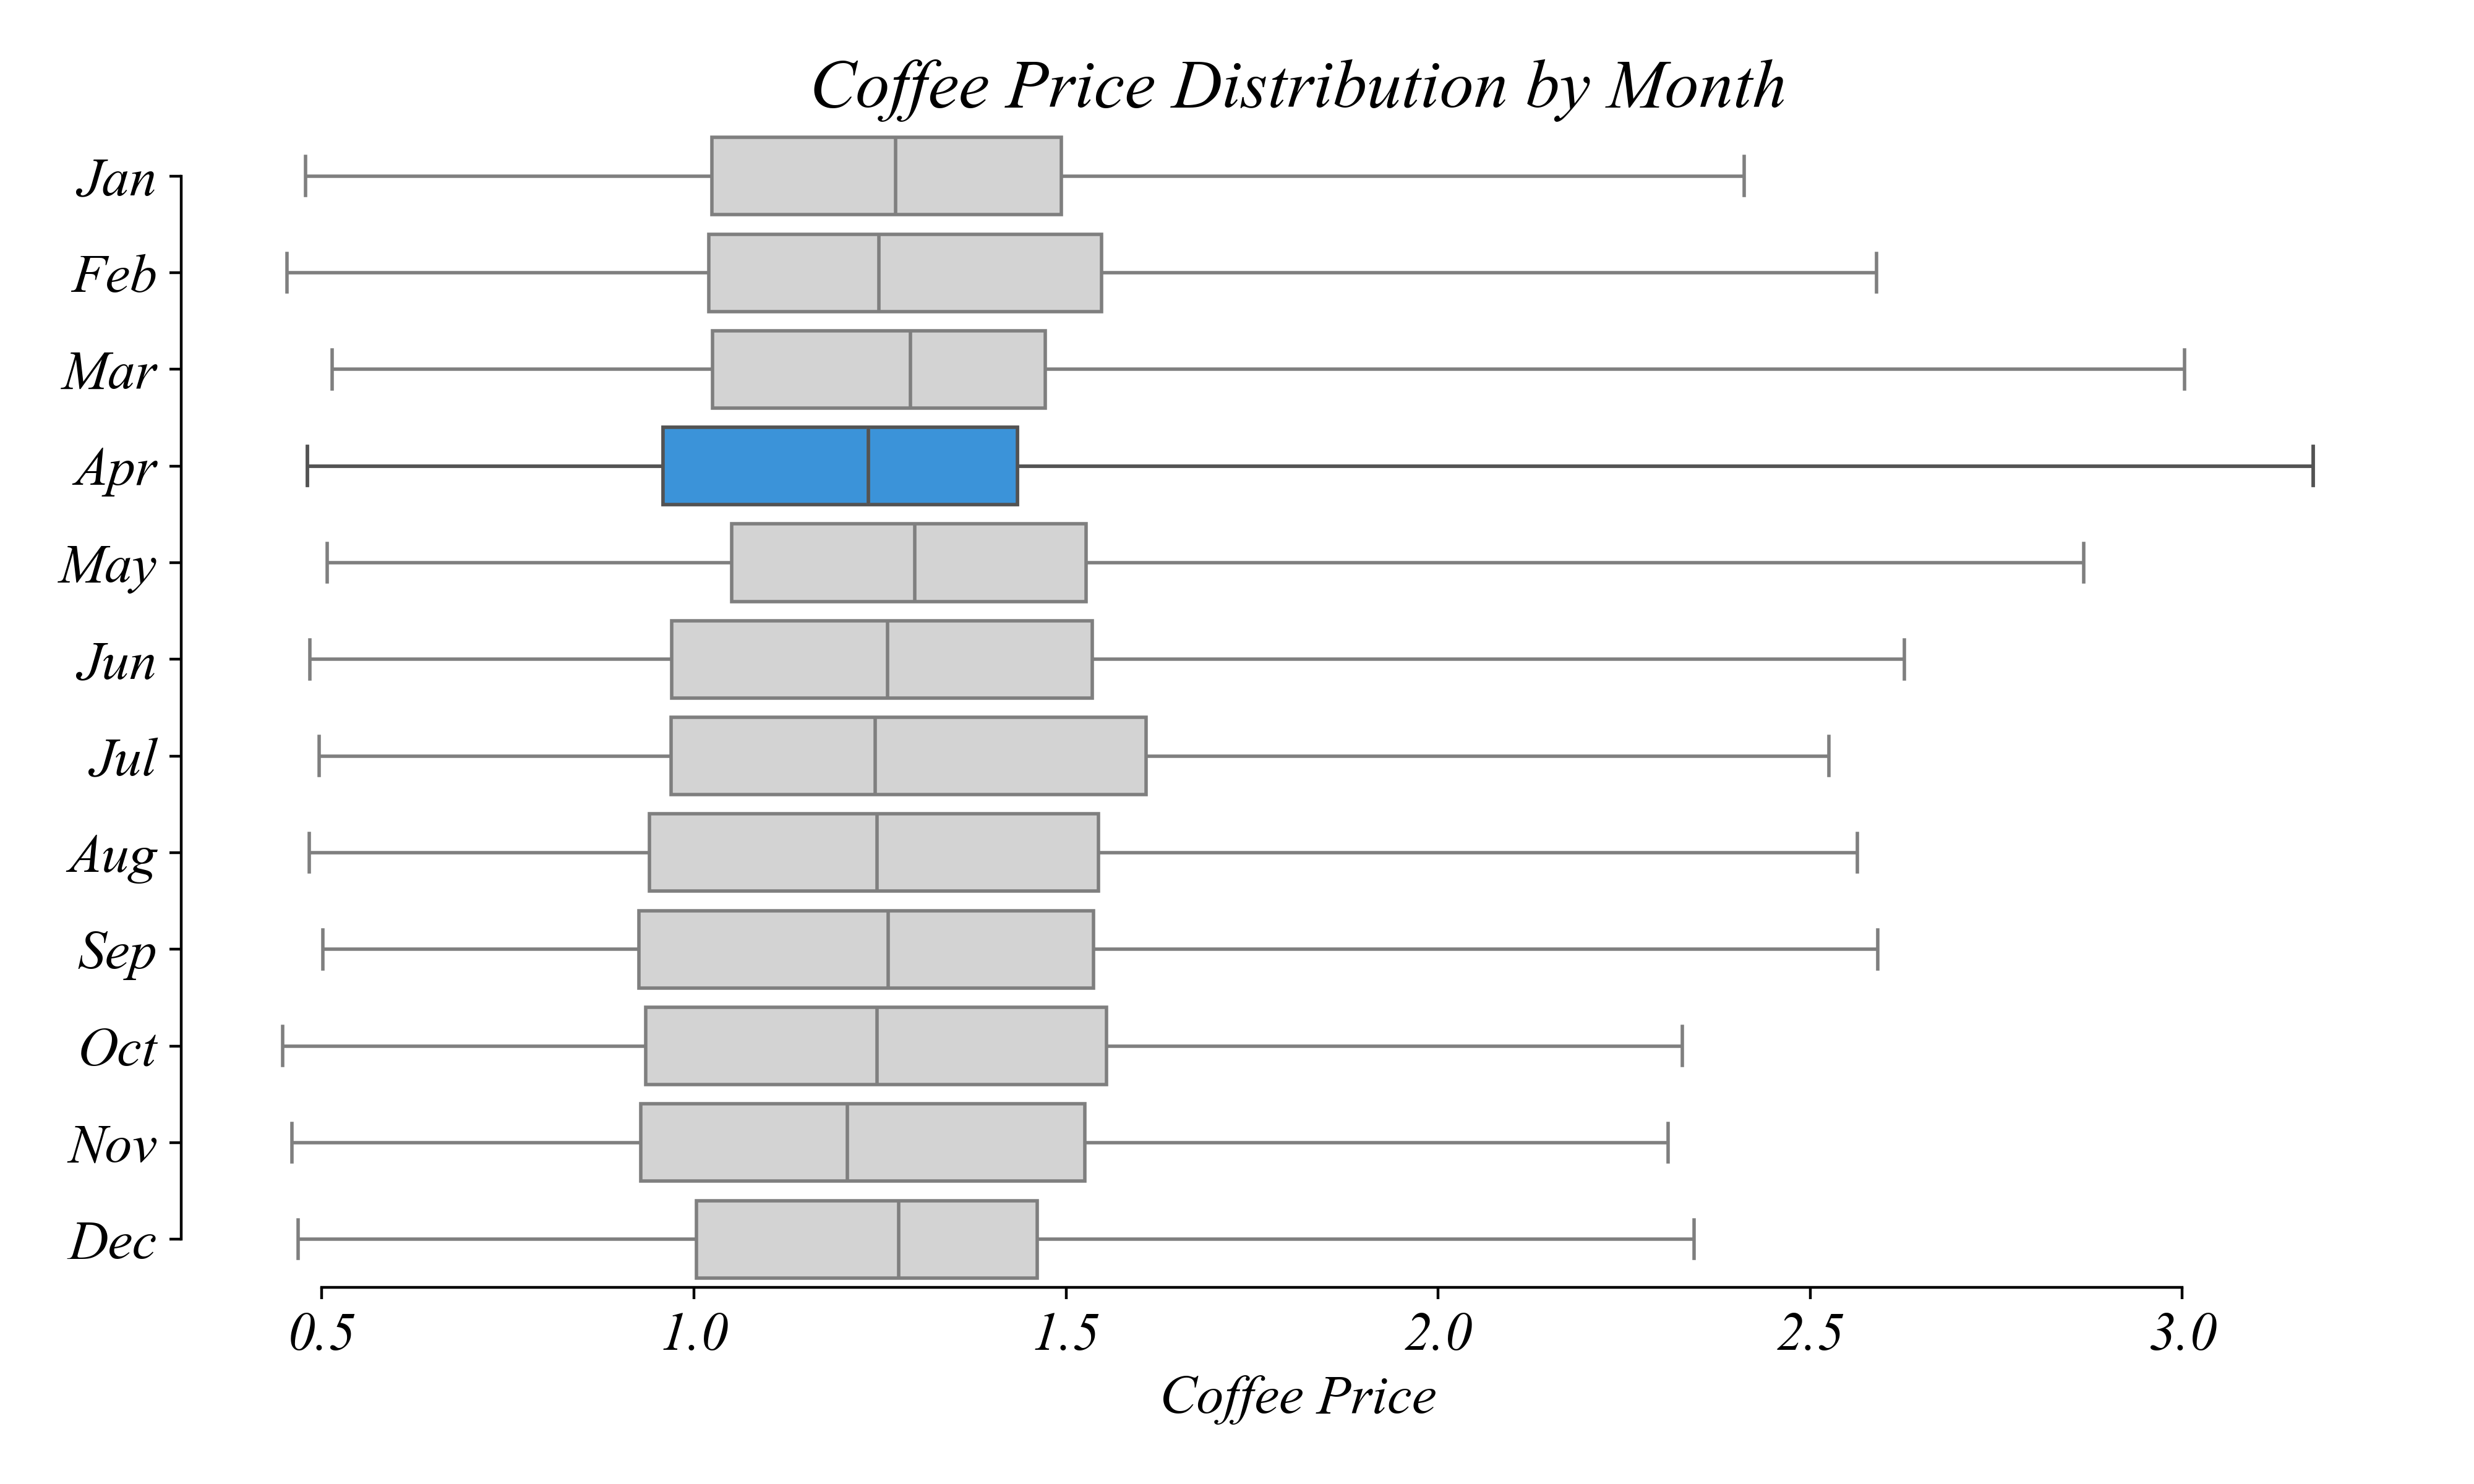 Coffee Price Distribution by Month
Jan
Feb
Mar
Apr
May
Jun
Jul
Aug
Sep
Oct
Nov
Dec
0.5 1.0 1.5 2.0 2.5 3.0
Coffee Price